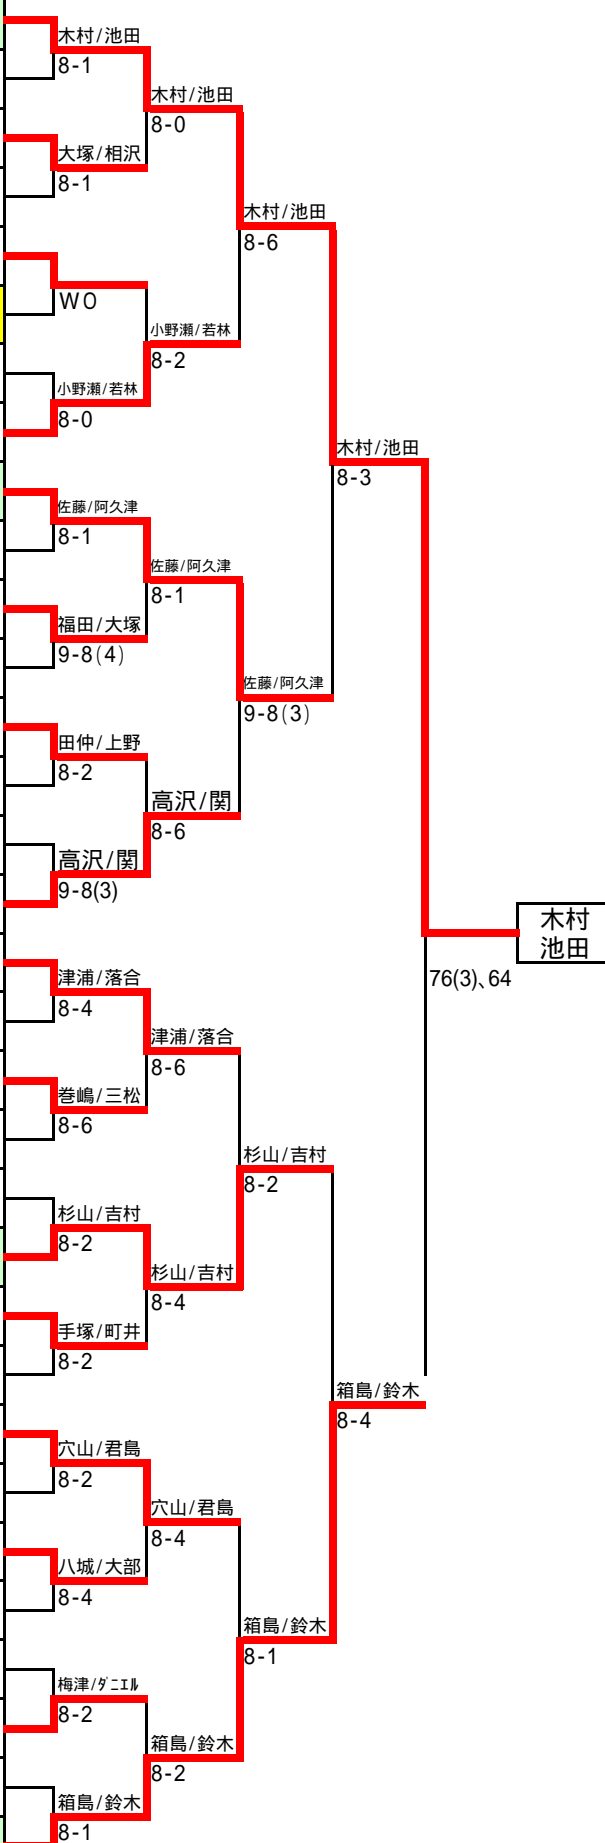 木村/池田
8-1
木村/池田
8-0
大塚/相沢
8-1
木村/池田
8-6
WO
小野瀬/若林
8-2
小野瀬/若林
8-0
木村/池田
8-3
佐藤/阿久津
8-1
佐藤/阿久津
8-1
福田/大塚
9-8(4)
佐藤/阿久津
9-8(3)
田仲/上野
8-2
高沢/関
8-6
高沢/関
9-8(3)
木村
池田
76(3)、64
津浦/落合
8-4
津浦/落合
8-6
巻嶋/三松
8-6
杉山/吉村
8-2
杉山/吉村
8-2
杉山/吉村
8-4
手塚/町井
8-2
箱島/鈴木
8-4
穴山/君島
8-2
穴山/君島
8-4
八城/大部
8-4
箱島/鈴木
8-1
梅津/ﾀﾞﾆｴﾙ
8-2
箱島/鈴木
8-2
箱島/鈴木
8-1